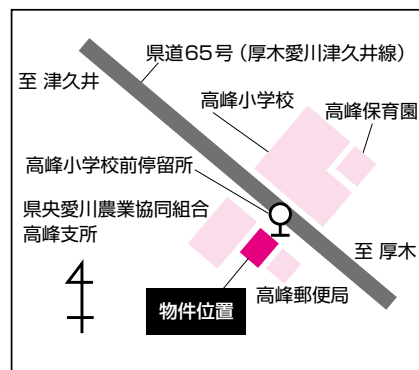 県道65号（厚木愛川津久井線）
至 津久井
高峰小学校
高峰保育園
高峰小学校前停留所
県央愛川農業協同組合
高峰支所
至 厚木
高峰郵便局
物件位置